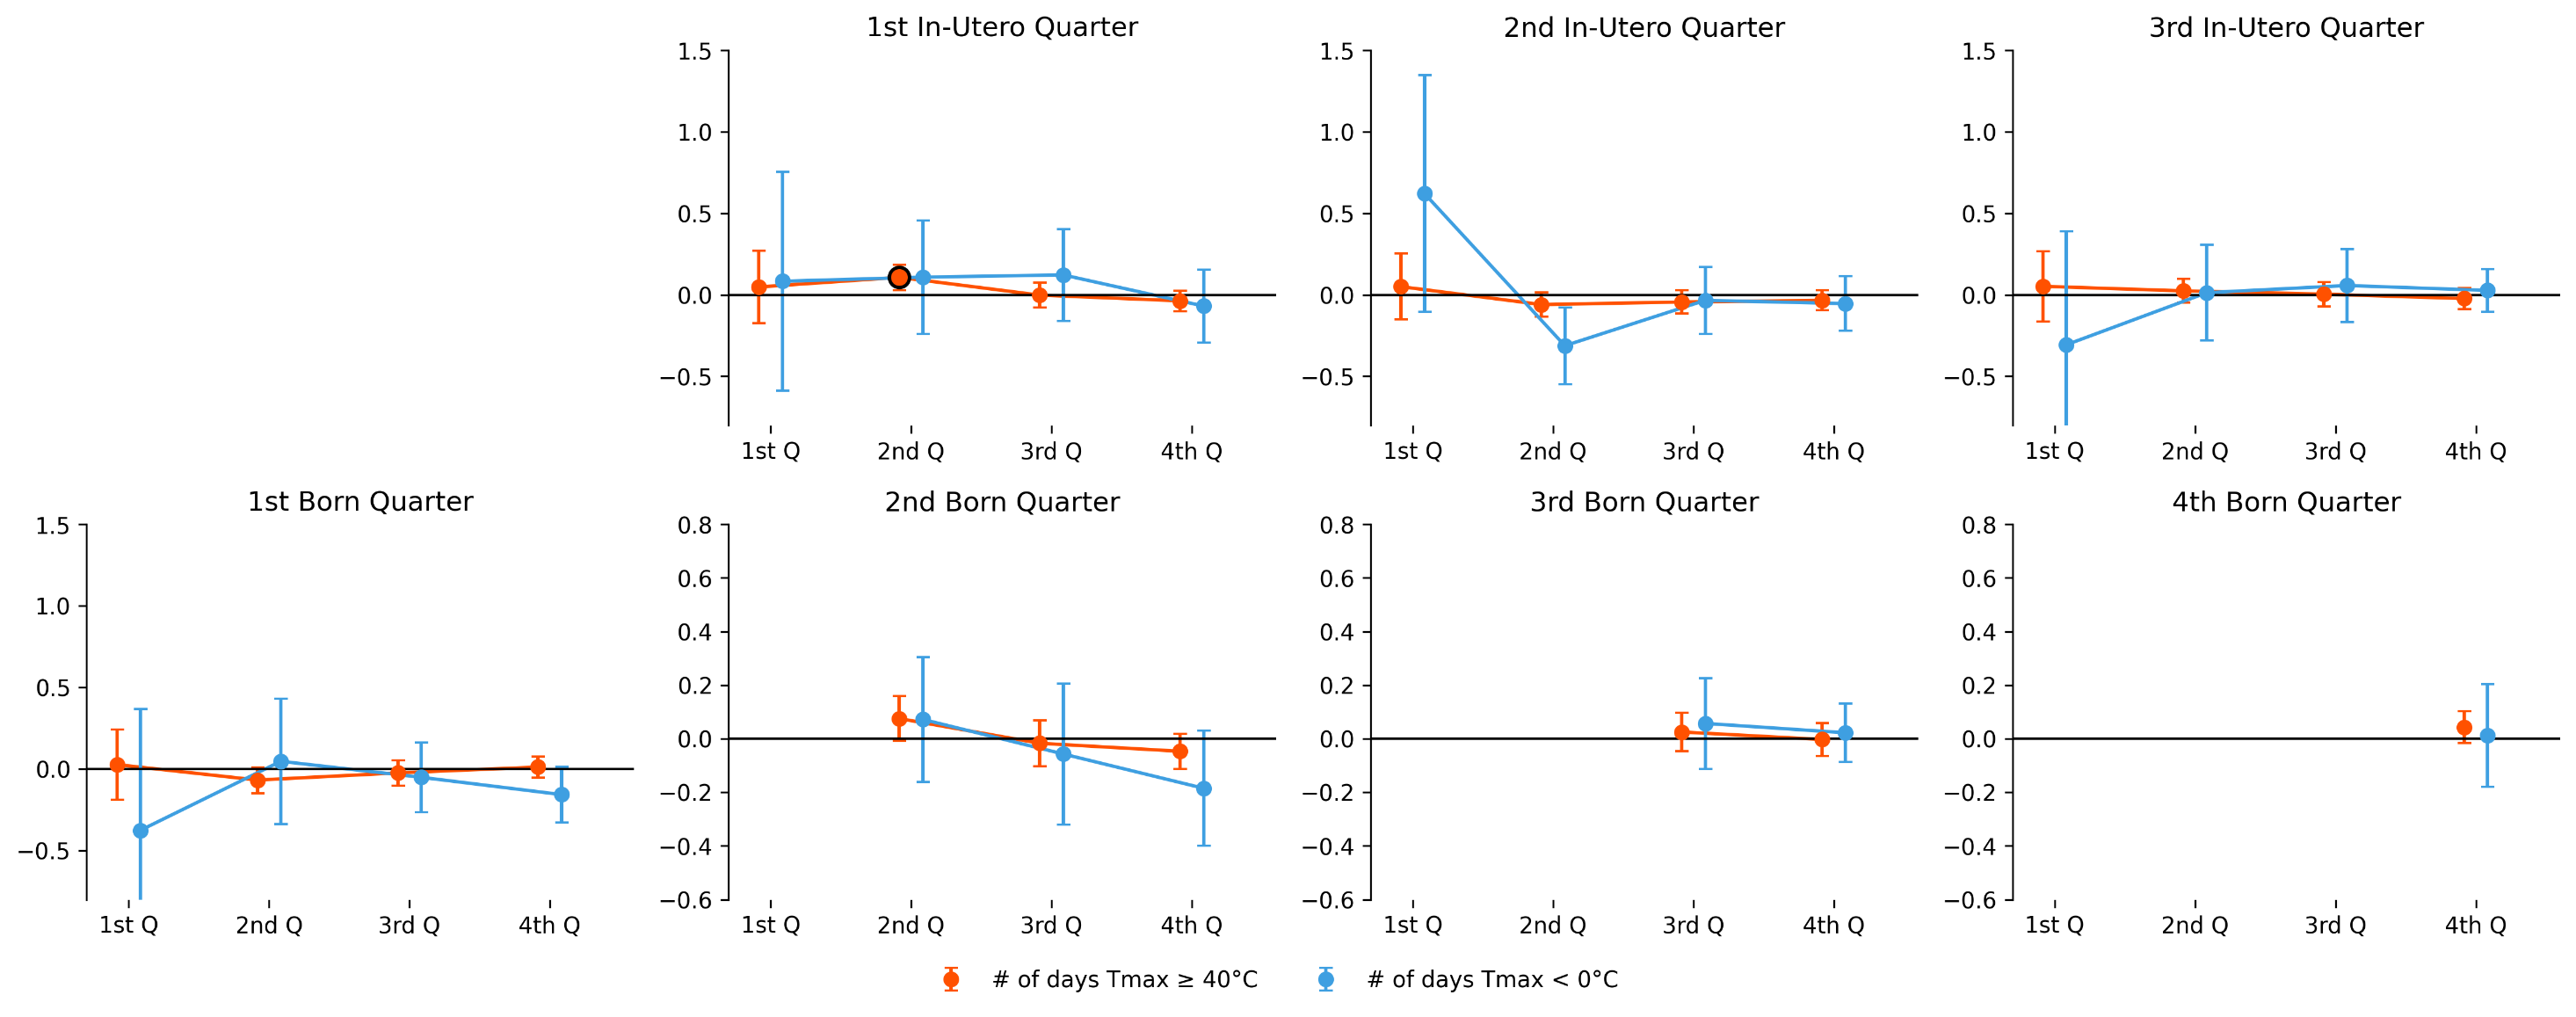 1st In-Utero Quarter
1.5
1.0
0.5
0.0
−0.5
1st Q 2nd Q 3rd Q 4th Q
2nd In-Utero Quarter
1.5
1.0
0.5
0.0
−0.5
1st Q 2nd Q 3rd Q 4th Q
3rd In-Utero Quarter
1.5
1.0
0.5
0.0
−0.5
1st Q 2nd Q 3rd Q 4th Q
1st Born Quarter
1.5
1.0
0.5
0.0
−0.5
1st Q 2nd Q 3rd Q 4th Q
2nd Born Quarter
0.8
0.6
0.4
0.2
0.0
−0.2
−0.4
−0.6
1st Q 2nd Q 3rd Q 4th Q
3rd Born Quarter
0.8
0.6
0.4
0.2
0.0
−0.2
−0.4
−0.6
1st Q 2nd Q 3rd Q 4th Q
4th Born Quarter
0.8
0.6
0.4
0.2
0.0
−0.2
−0.4
−0.6
1st Q 2nd Q 3rd Q 4th Q
# of days Tmax ≥ 40°C # of days Tmax < 0°C